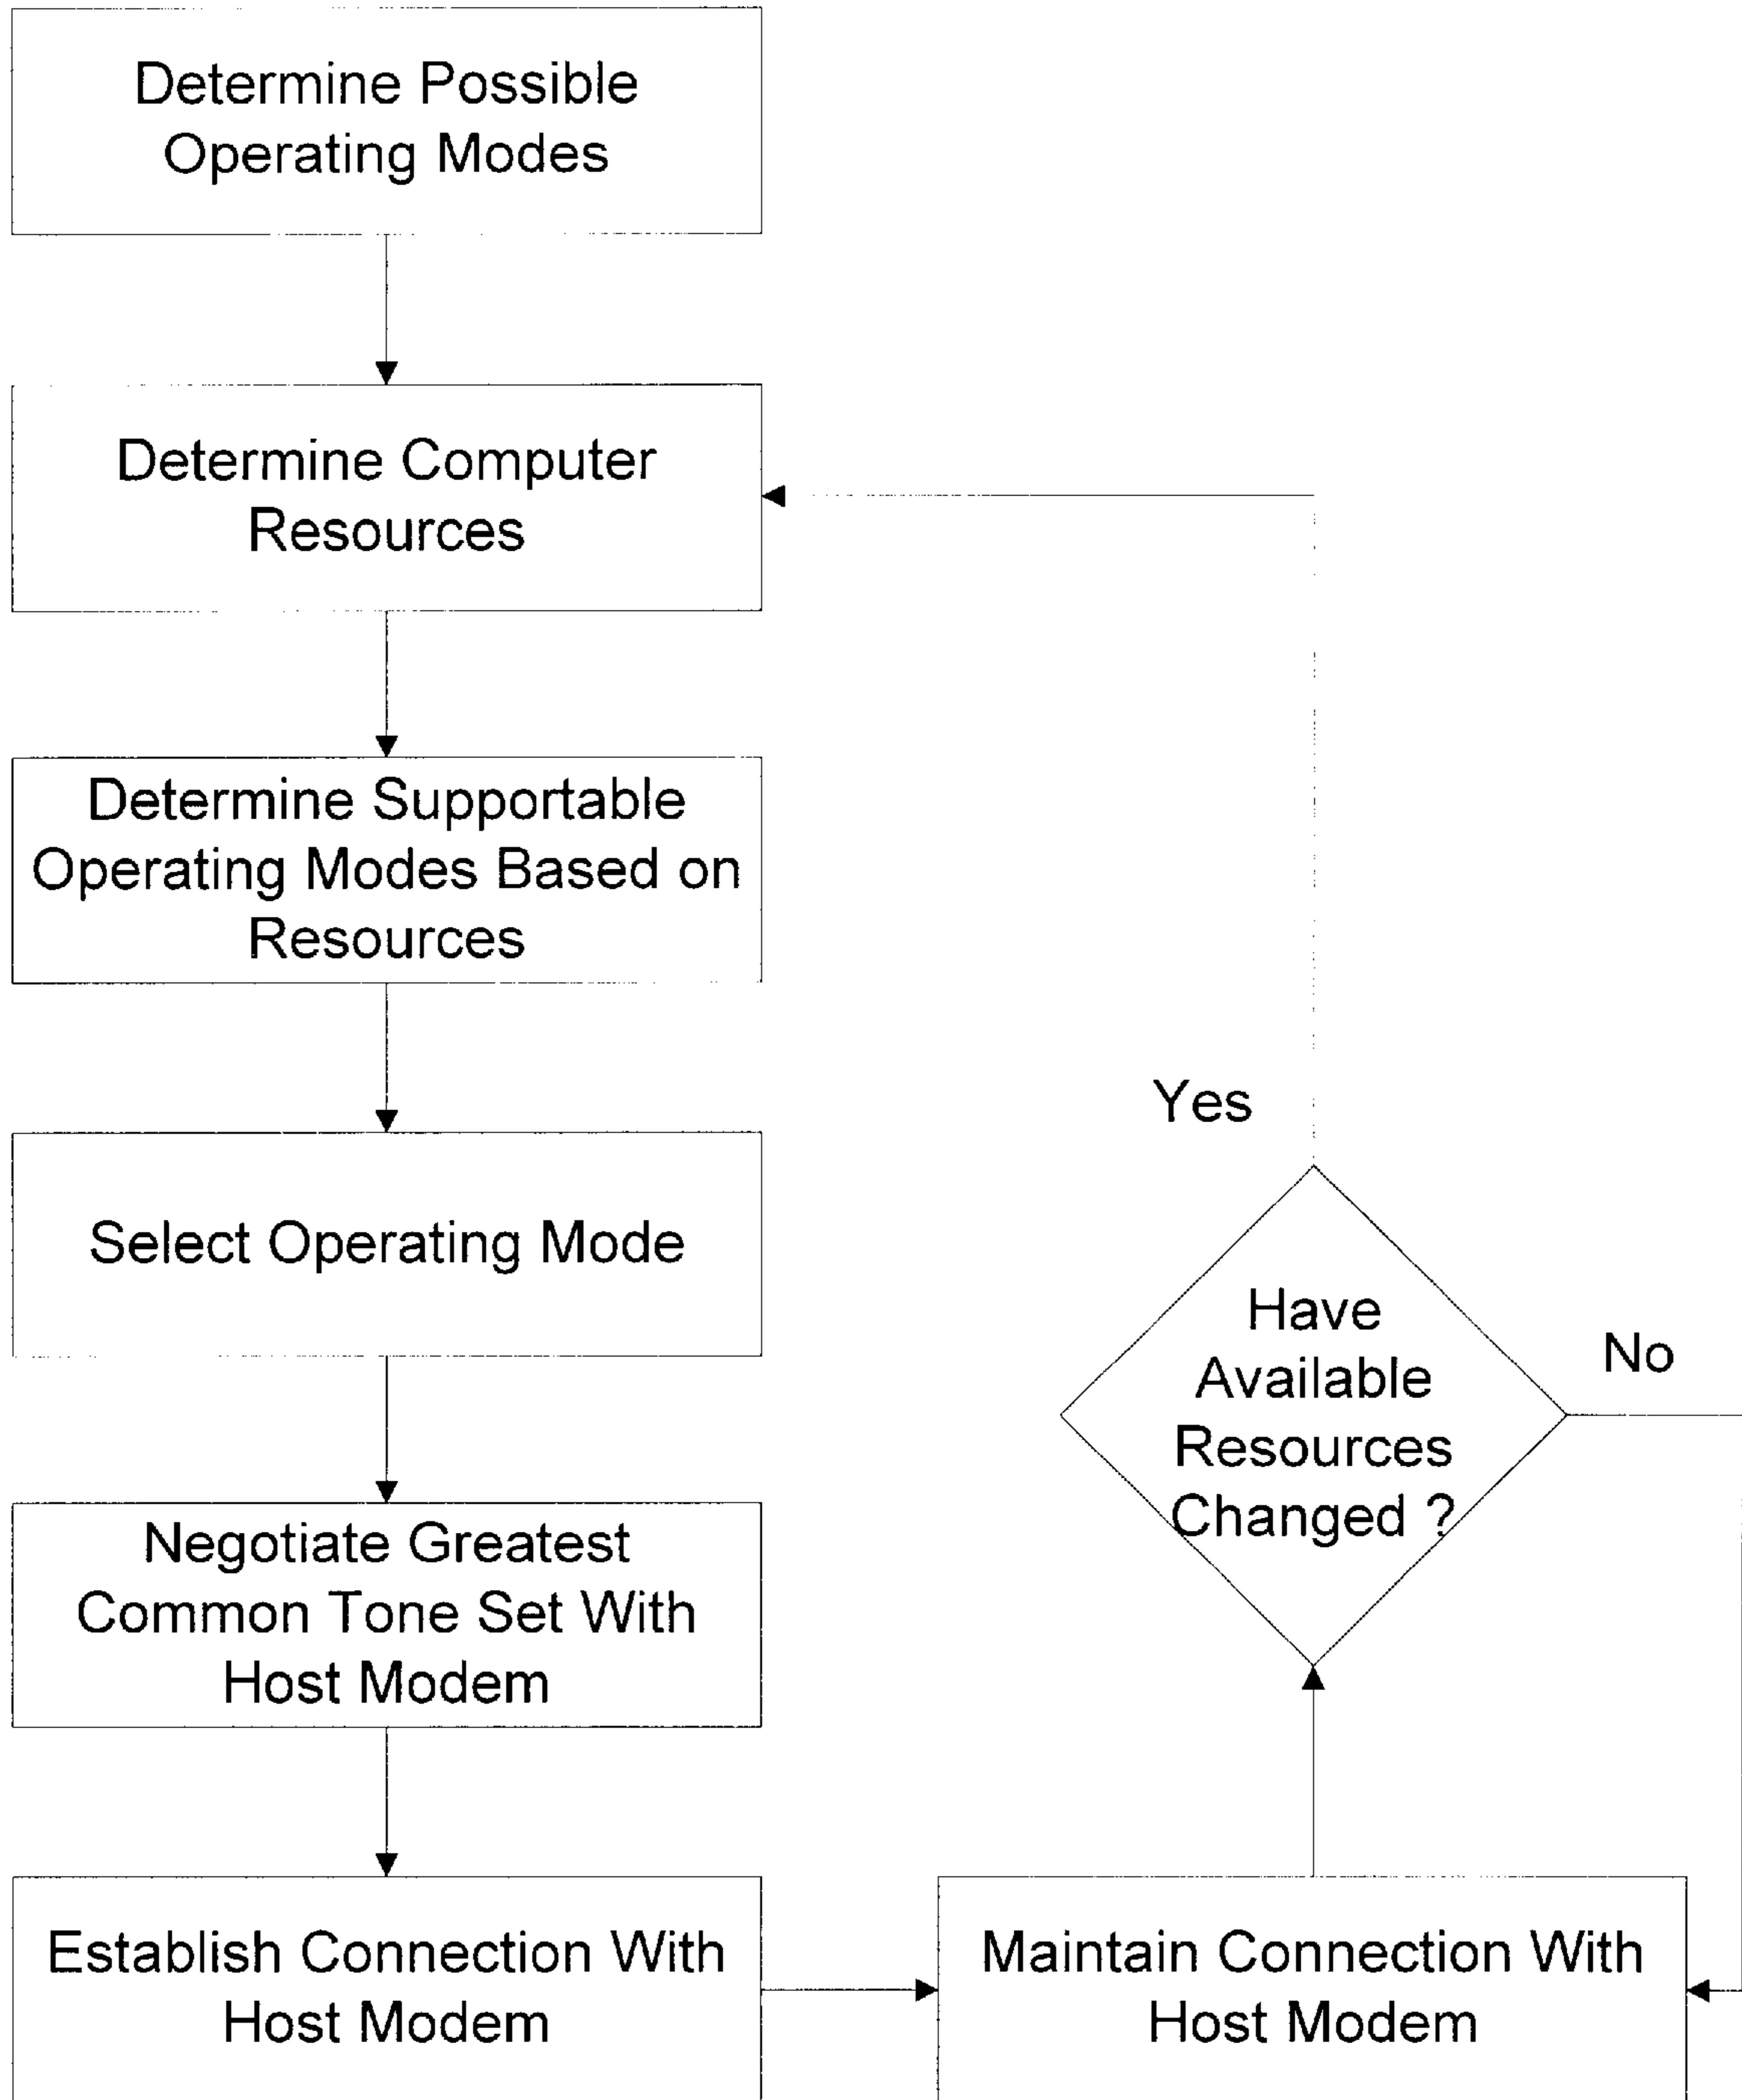 Determine Possible
Operating Modes
Determine Computer
Resources
Determine Supportable
Operating Modes Based on
Resources
Select Operating Mode
Negotiate Greatest
Common Tone Set With
Host Modem
Establish Connection With
Host Modem
Maintain Connection With
Host Modem
Have
Available
Resources
Changed ?
Yes
No